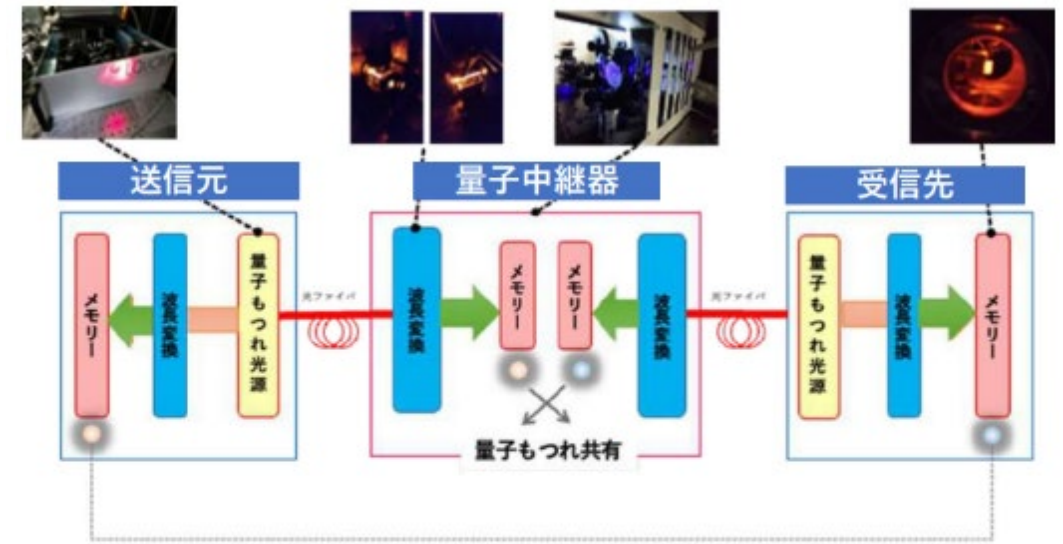 送信元
量子中継器
受信先
メモリー
波長変換
量子もつれ光源
光ファイバ
波長変換
メモリー
メモリー
波長変換
光ファイバ
量子もつれ光源
波長変換
メモリー
量子もつれ共有